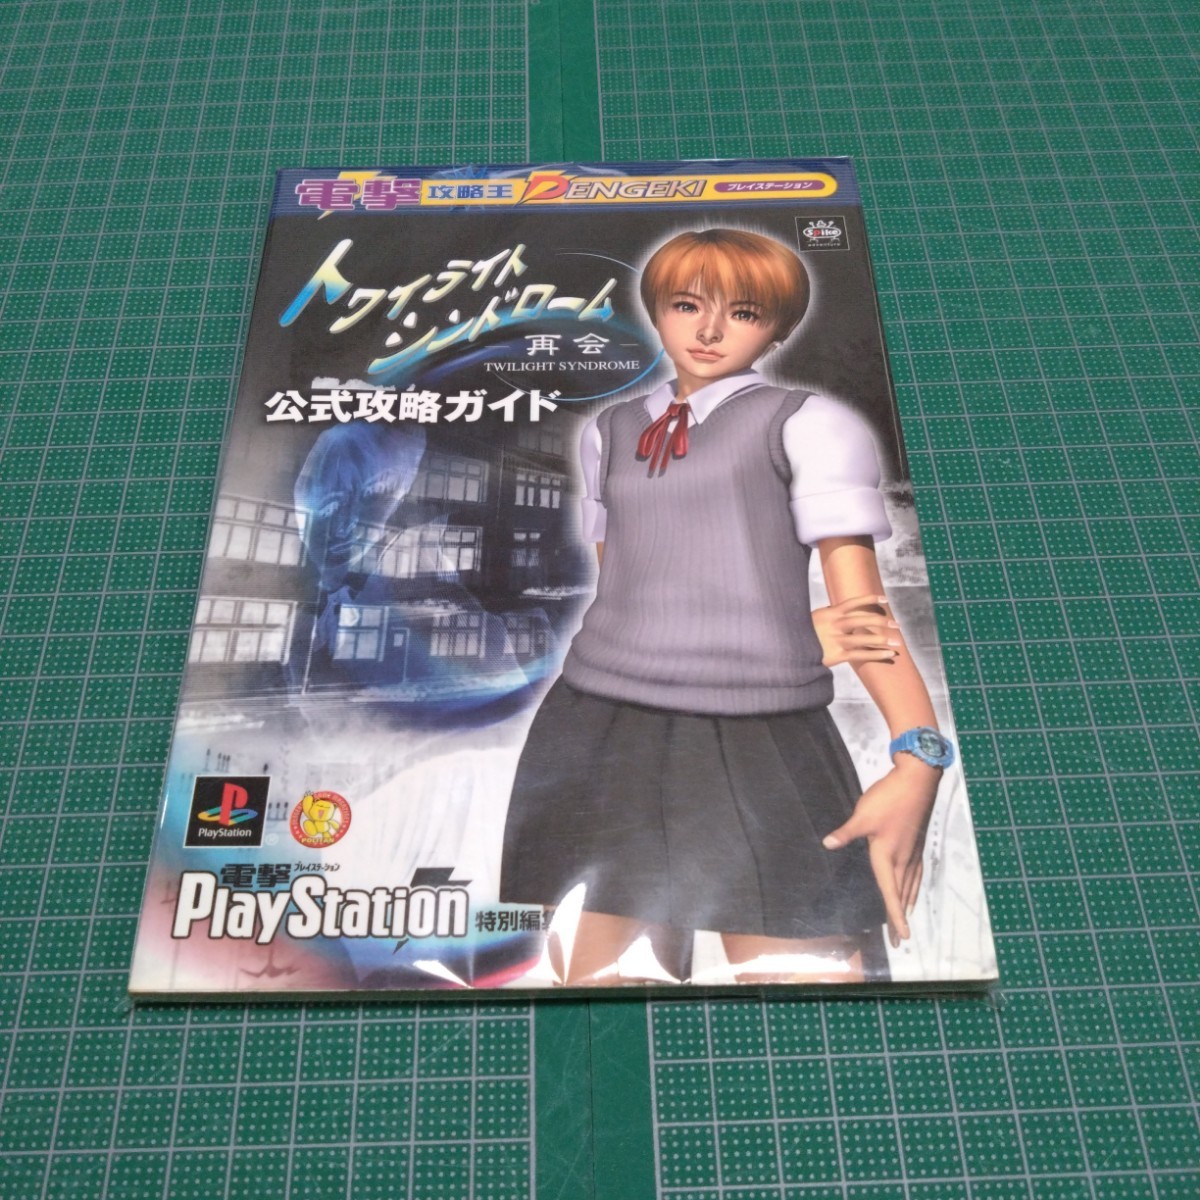 電撃 攻略王 DENGEKI プレイステーション
Spike
adventure
トワイライト
シンドローム
再会
TWILIGHT SYNDROME
公式攻略ガイド
PlayStation
®
電撃 プレイステーション
PlayStation 特別編集